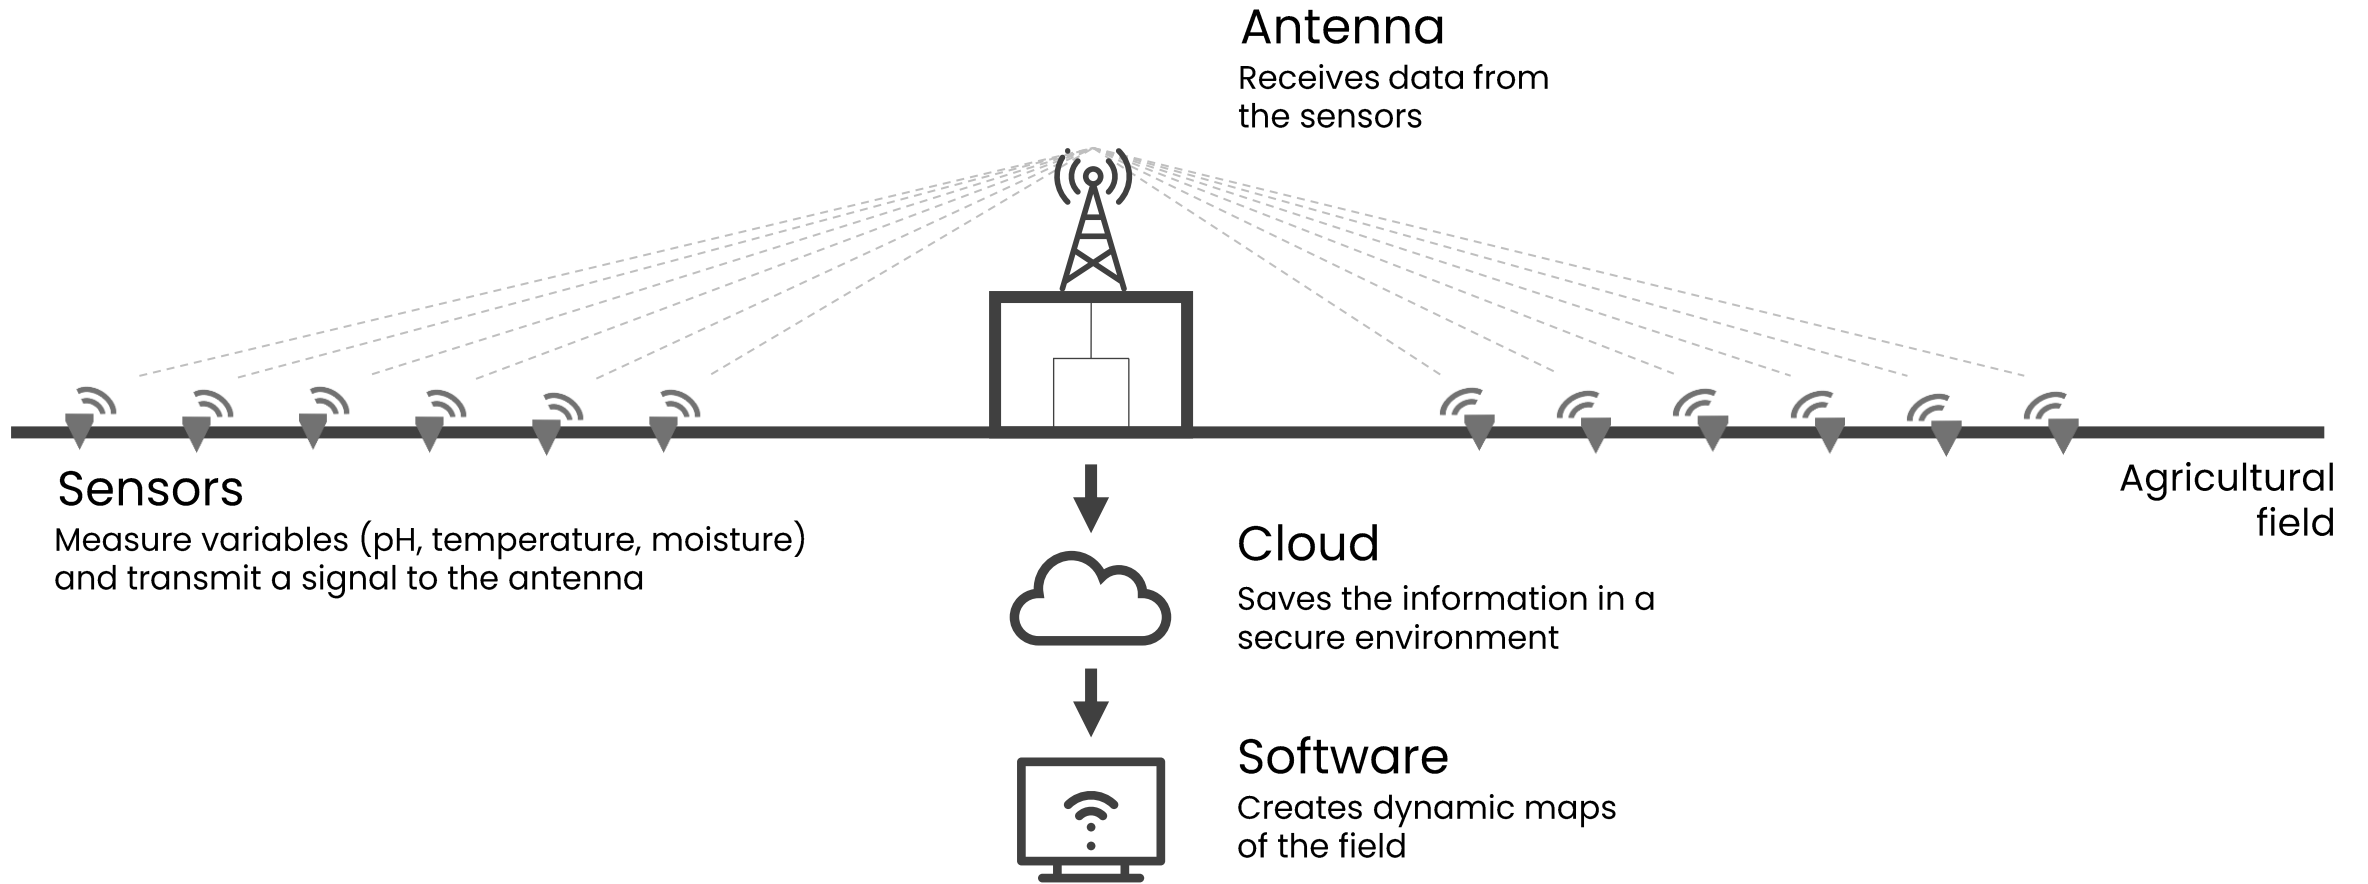 Antenna
Receives data from
the sensors
Sensors
Measure variables (pH, temperature, moisture)
and transmit a signal to the antenna
Agricultural
field
Cloud
Saves the information in a
secure environment
Software
Creates dynamic maps
of the field